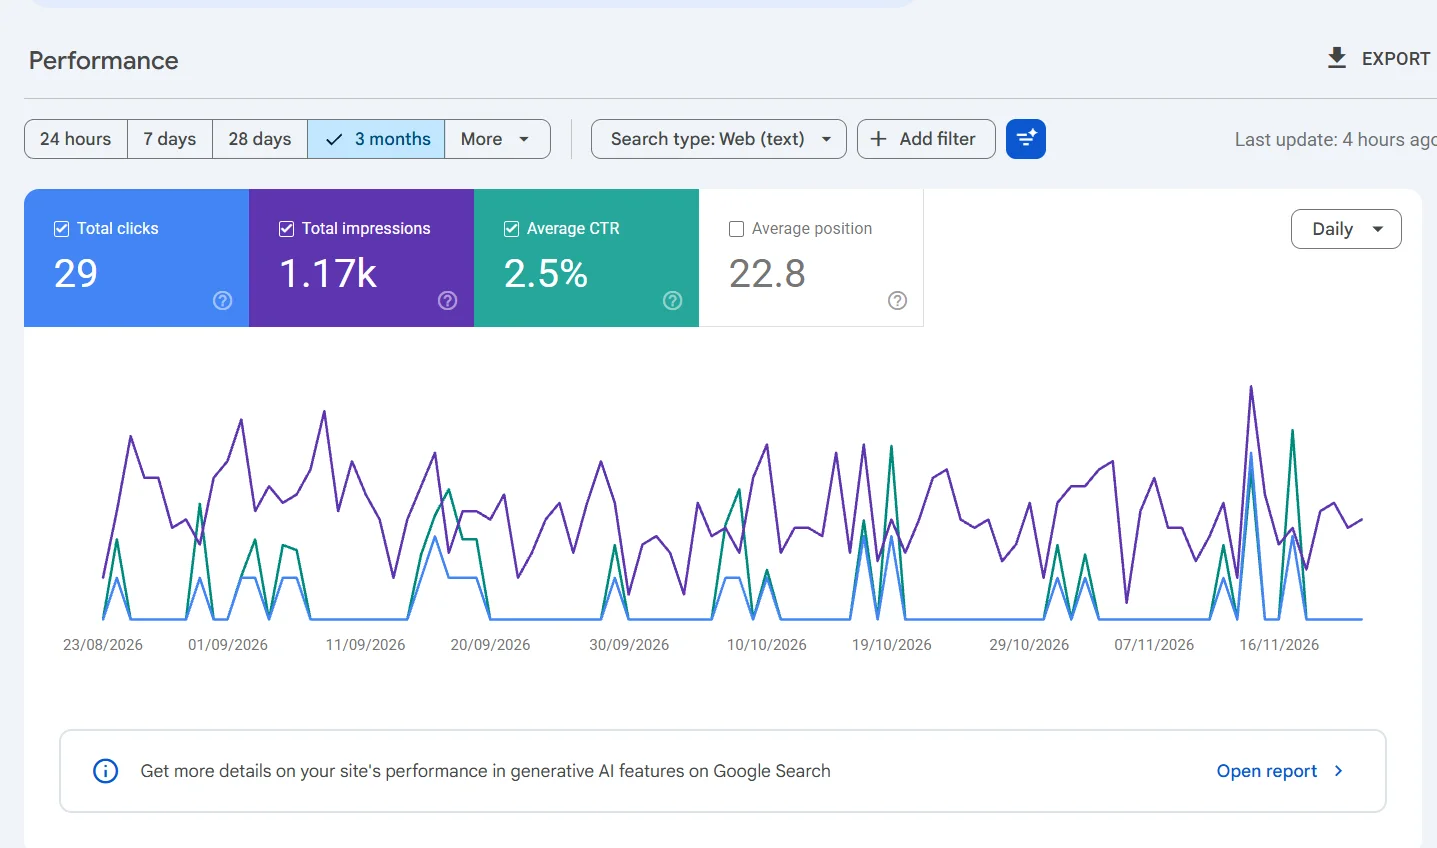 Performance
EXPORT
24 hours
7 days
28 days
3 months
More
Search type: Web (text)
Add filter
Last update: 4 hours ago
Total clicks
29
Total impressions
1.17k
Average CTR
2.5%
Average position
22.8
Daily
23/08/2026
01/09/2026
11/09/2026
20/09/2026
30/09/2026
10/10/2026
19/10/2026
29/10/2026
07/11/2026
16/11/2026
Get more details on your site's performance in generative AI features on Google Search
Open report